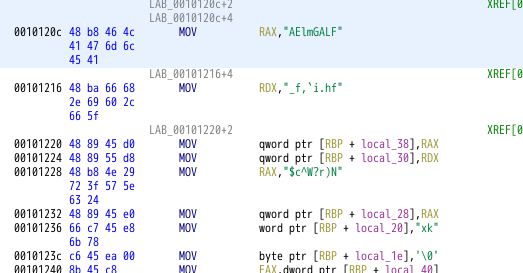 LAB_0010120c+2 XREF[0
LAB_0010120c+4
0010120c 48 b8 46 4c MOV RAX,"AElmGALF"
41 47 6d 6c
45 41
LAB_00101216+4 XREF[0
00101216 48 ba 66 68 MOV RDX,"_f,`i.hf"
2e 69 60 2c
66 5f
LAB_00101220+2 XREF[0
00101220 48 89 45 d0 MOV qword ptr [RBP + local_38],RAX
00101224 48 89 55 d8 MOV qword ptr [RBP + local_30],RDX
00101228 48 b8 4e 29 MOV RAX,"$c^W?r)N"
72 3f 57 5e
63 24
00101232 48 89 45 e0 MOV qword ptr [RBP + local_28],RAX
00101236 66 c7 45 e8 MOV word ptr [RBP + local_20],"xk"
6b 78
0010123c c6 45 ea 00 MOV byte ptr [RBP + local_1e],'\0'
00101240 8b 45 c8 MOV EAX,dword ptr [RBP + local_40]